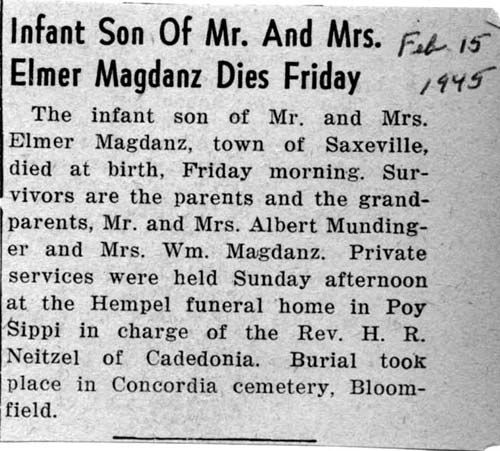 Infant Son Of Mr. And Mrs.
Elmer Magdanz Dies Friday
Feb 15
1945
The infant son of Mr. and Mrs.
Elmer Magdanz, town of Saxeville,
died at birth, Friday morning. Sur-
vivors are the parents and the grand-
parents, Mr. and Mrs. Albert Munding-
er and Mrs. Wm. Magdanz. Private
services were held Sunday afternoon
at the Hempel funeral home in Poy
Sippi in charge of the Rev. H. R.
Neitzel of Cadedonia. Burial took
place in Concordia cemetery, Bloom-
field.